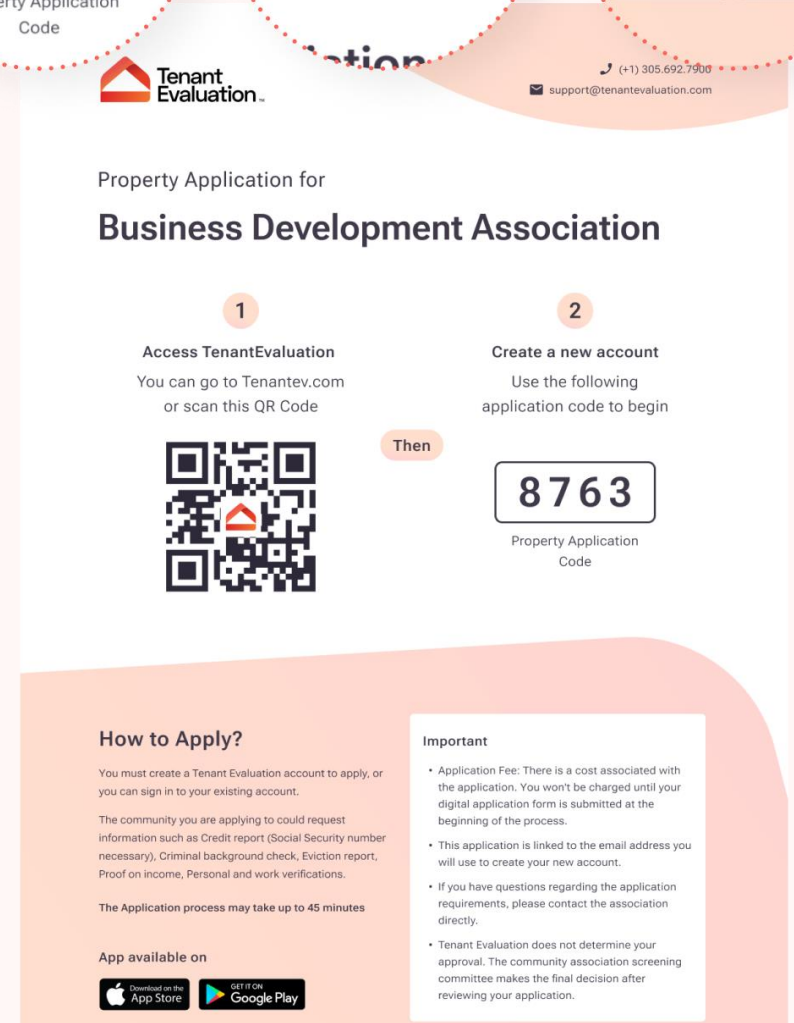 Application
Code
Tenant
Evaluation™
(+1) 305.692.7900
support@tenantevaluation.com
Property Application for
Business Development Association
1
Access TenantEvaluation
You can go to Tenantev.com
or scan this QR Code
Then
2
Create a new account
Use the following
application code to begin
8763
Property Application
Code
How to Apply?
You must create a Tenant Evaluation account to apply, or
you can sign in to your existing account.
The community you are applying to could request
information such as Credit report (Social Security number
necessary), Criminal background check, Eviction report,
Proof on income, Personal and work verifications.
The Application process may take up to 45 minutes
App available on
Download on the
App Store
GET IT ON
Google Play
Important
• Application Fee: There is a cost associated with
the application. You won't be charged until your
digital application form is submitted at the
beginning of the process.
• This application is linked to the email address you
will use to create your new account.
• If you have questions regarding the application
requirements, please contact the association
directly.
• Tenant Evaluation does not determine your
approval. The community association screening
committee makes the final decision after
reviewing your application.